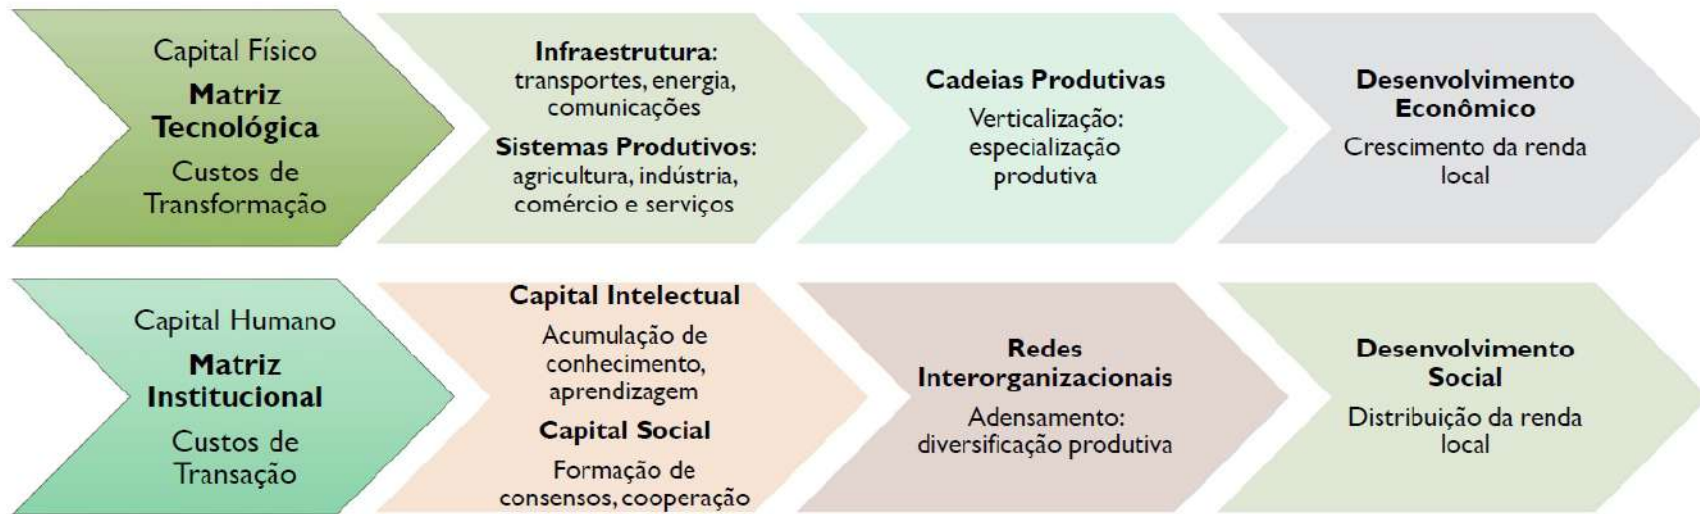 Capital Físico
Matriz
Tecnológica
Custos de
Transformação
Infraestrutura:
transportes, energia,
comunicações
Sistemas Produtivos:
agricultura, indústria,
comércio e serviços
Cadeias Produtivas
Verticalização:
especialização
produtiva
Desenvolvimento
Econômico
Crescimento da renda
local
Capital Humano
Matriz
Institucional
Custos de
Transação
Capital Intelectual
Acumulação de
conhecimento,
aprendizagem
Capital Social
Formação de
consensos, cooperação
Redes
Interorganizacionais
Adensamento:
diversificação produtiva
Desenvolvimento
Social
Distribuição da renda
local